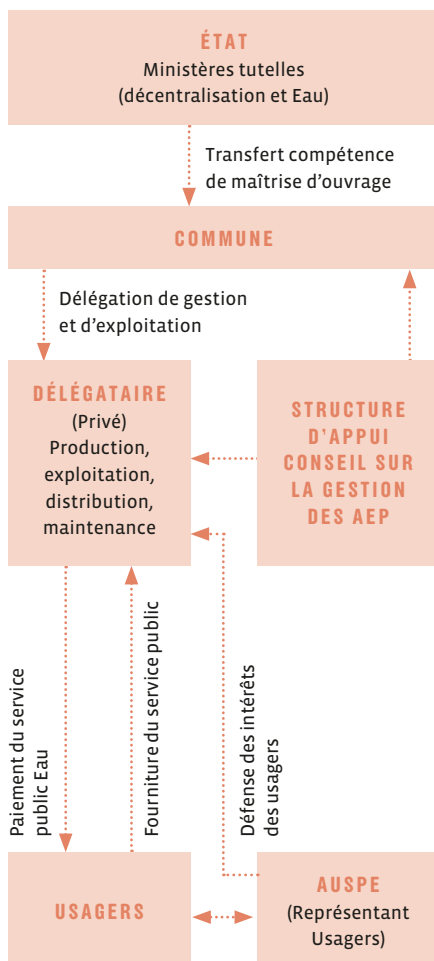 ÉTAT
Ministères tutelles
(décentralisation et Eau)
Transfert compétence
de maîtrise d'ouvrage
COMMUNE
Délégation de gestion
et d'exploitation
DÉLÉGATAIRE
(Privé)
Production,
exploitation,
distribution,
maintenance
STRUCTURE
D'APPUI
CONSEIL SUR
LA GESTION
DES AEP
Paiement du service
public Eau
Fourniture du service public
Défense des intérêts
des usagers
USAGERS
AUSPE
(Représentant
Usagers)